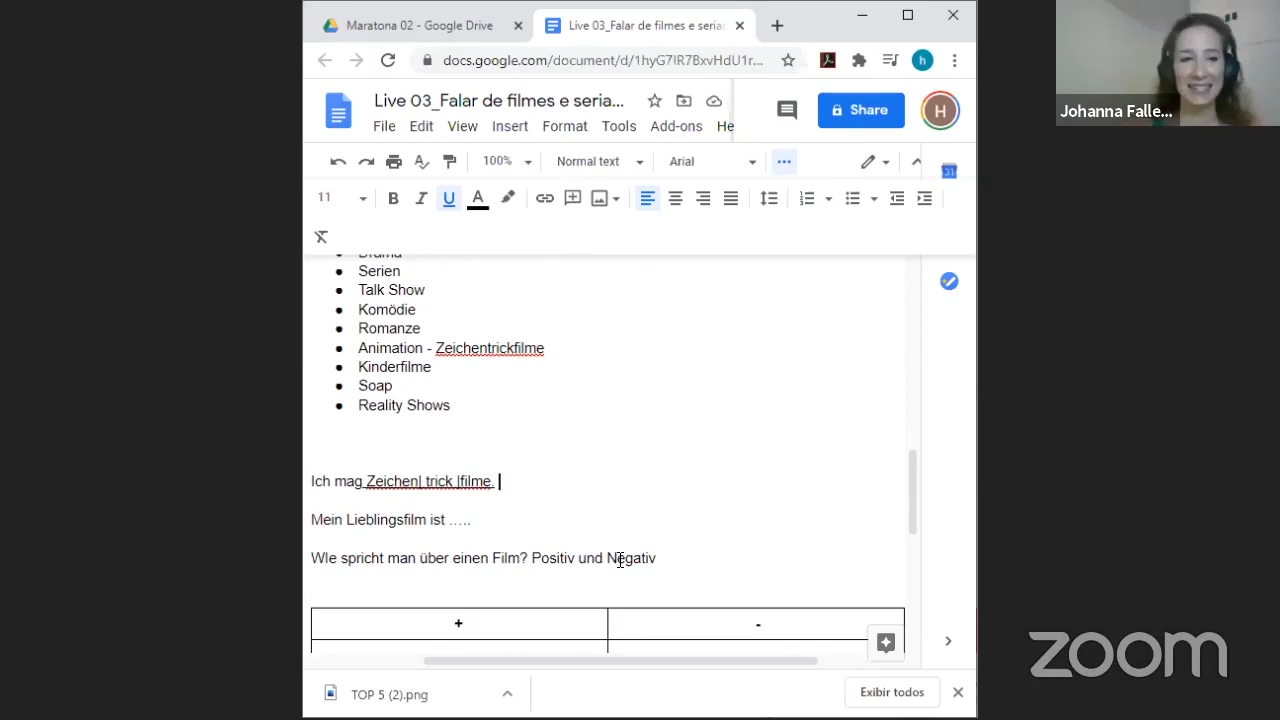 Maratona 02 - Google Drive
Live 03_Falar de filmes e seriad
docs.google.com/document/d/1hyG7IR7BxvHdU1r...
h
Johanna Falle...
Live 03_Falar de filmes e seria...
Share
H
File Edit View Insert Format Tools Add-ons He
100% Normal text Arial
31
11 B I U A
Drama
Serien
Talk Show
Komödie
Romanze
Animation - Zeichentrickfilme
Kinderfilme
Soap
Reality Shows
Ich mag Zeichen| trick |filme.
Mein Lieblingsfilm ist …..
WIe spricht man über einen Film? Positiv und Negativ
+ -
zoom
TOP 5 (2).png
Exibir todos